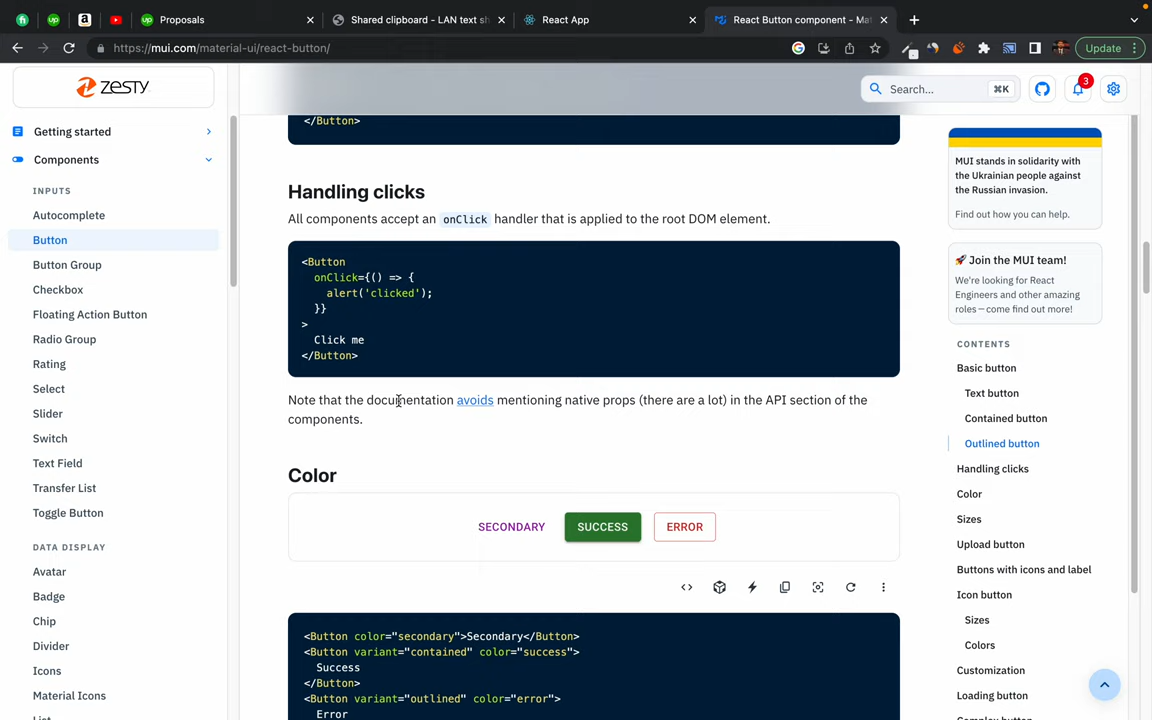 Proposals
Shared clipboard - LAN text sh
React App
React Button component - Mat
https://mui.com/material-ui/react-button/
Update
ZESTY
Search...
⌘K
3
Getting started
Components
INPUTS
Autocomplete
Button
Button Group
Checkbox
Floating Action Button
Radio Group
Rating
Select
Slider
Switch
Text Field
Transfer List
Toggle Button
DATA DISPLAY
Avatar
Badge
Chip
Divider
Icons
Material Icons
</Button>
Handling clicks
All components accept an onClick handler that is applied to the root DOM element.
<Button
onClick={() => {
alert('clicked');
}}
>
Click me
</Button>
Note that the documentation avoids mentioning native props (there are a lot) in the API section of the
components.
Color
SECONDARY
SUCCESS
ERROR
<Button color="secondary">Secondary</Button>
<Button variant="contained" color="success">
Success
</Button>
<Button variant="outlined" color="error">
Error
MUI stands in solidarity with
the Ukrainian people against
the Russian invasion.
Find out how you can help.
🚀 Join the MUI team!
We're looking for React
Engineers and other amazing
roles—come find out more!
CONTENTS
Basic button
Text button
Contained button
Outlined button
Handling clicks
Color
Sizes
Upload button
Buttons with icons and label
Icon button
Sizes
Colors
Customization
Loading button